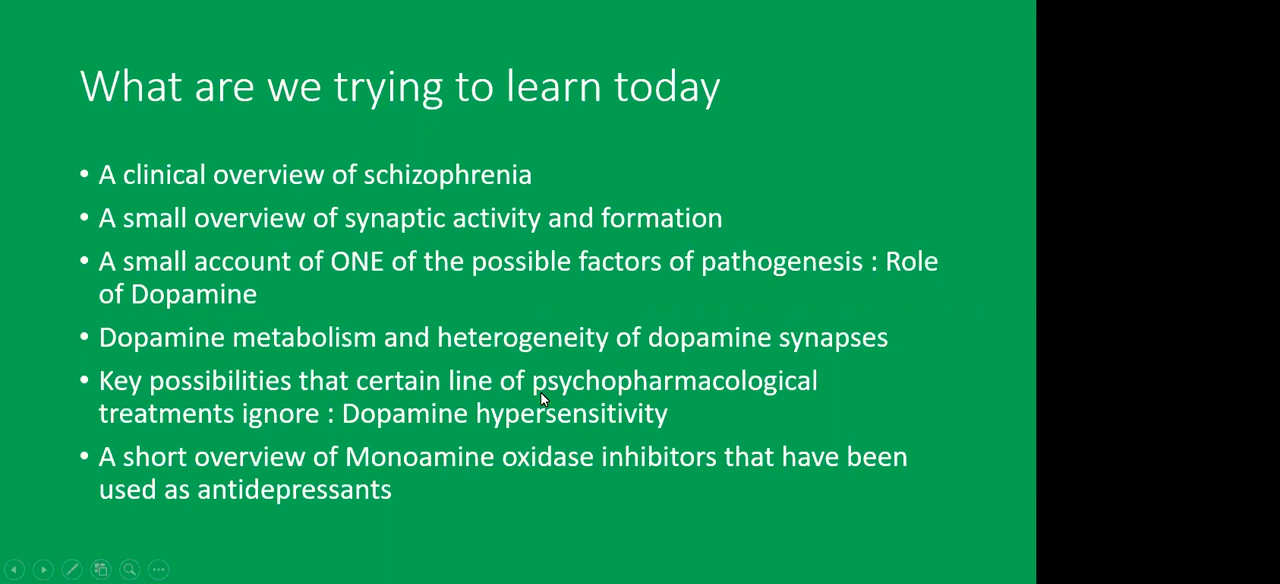 What are we trying to learn today
• A clinical overview of schizophrenia
• A small overview of synaptic activity and formation
• A small account of ONE of the possible factors of pathogenesis : Role
of Dopamine
• Dopamine metabolism and heterogeneity of dopamine synapses
• Key possibilities that certain line of psychopharmacological
treatments ignore : Dopamine hypersensitivity
• A short overview of Monoamine oxidase inhibitors that have been
used as antidepressants